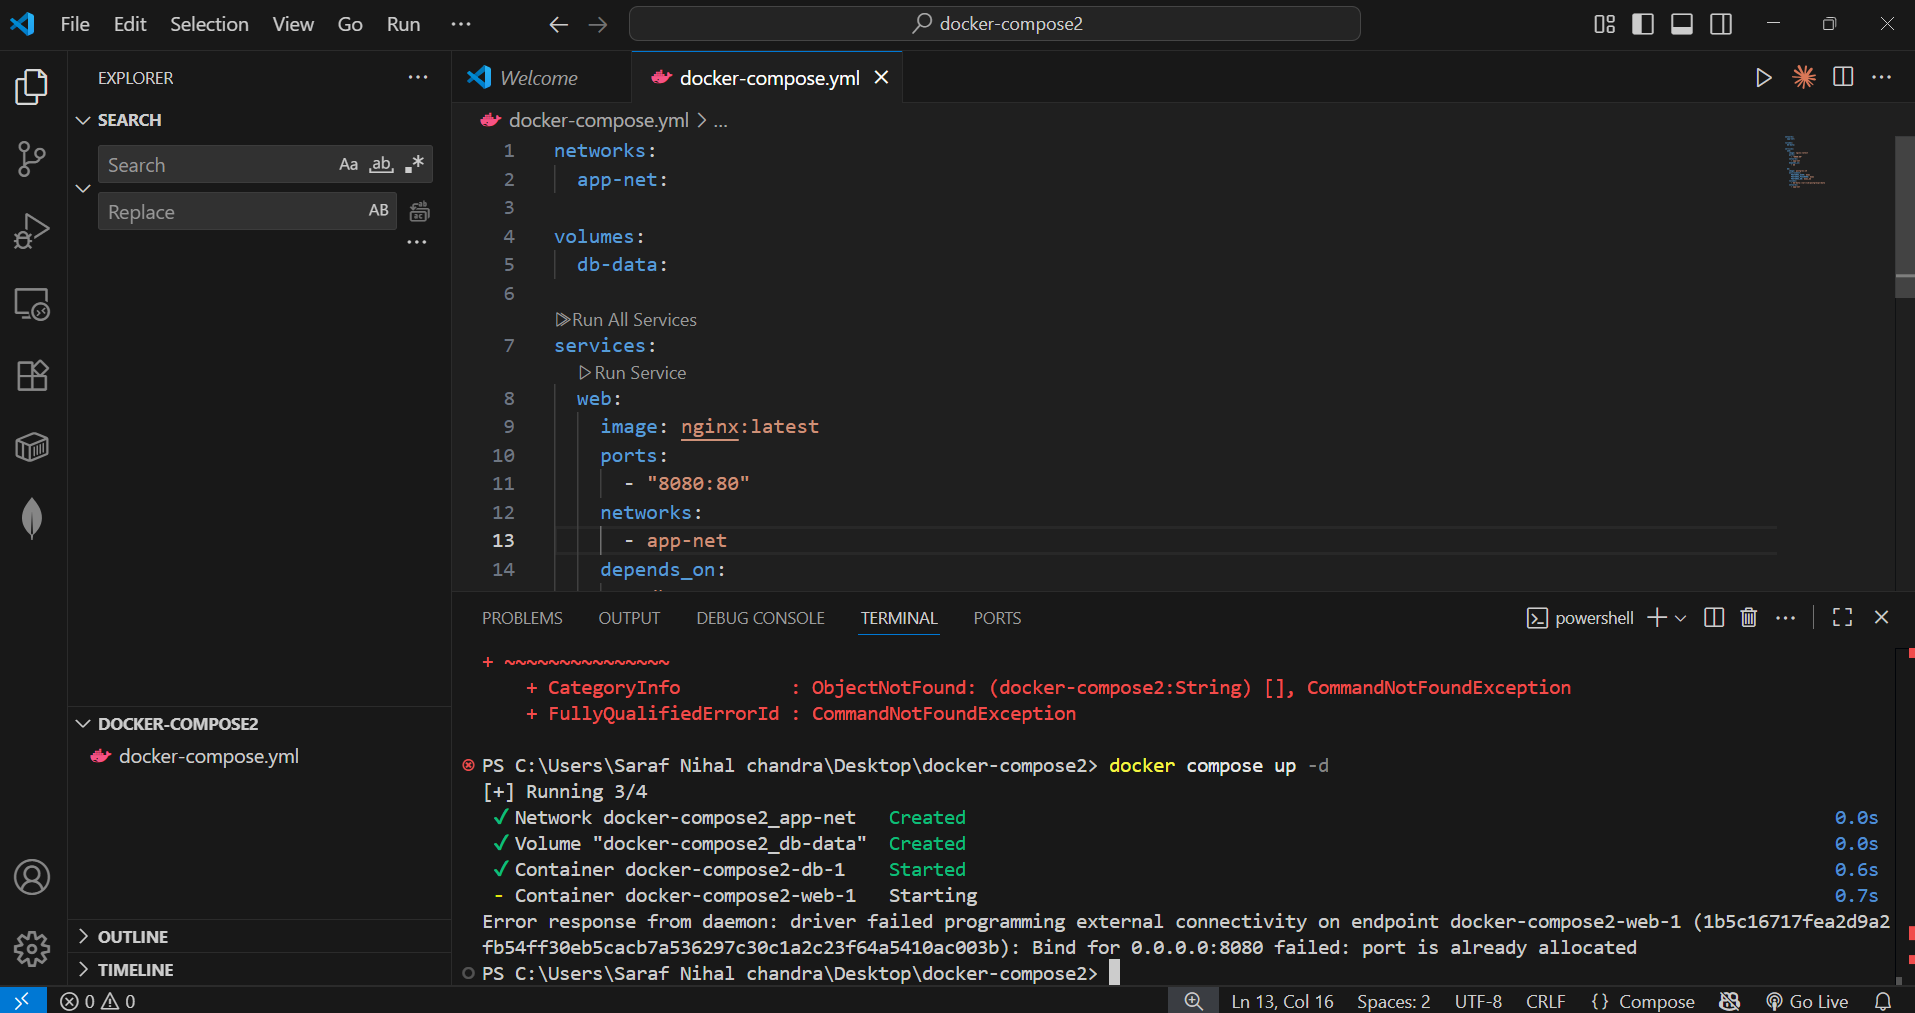 File Edit Selection View Go Run ···
docker-compose2
EXPLORER
SEARCH
Search
Aa ab .*
Replace
AB
DOCKER-COMPOSE2
docker-compose.yml
OUTLINE
TIMELINE
Welcome
docker-compose.yml
docker-compose.yml > ...
1 networks:
2 app-net:
3
4 volumes:
5 db-data:
6
Run All Services
7 services:
Run Service
8 web:
9 image: nginx:latest
10 ports:
11 - "8080:80"
12 networks:
13 - app-net
14 depends_on:
PROBLEMS OUTPUT DEBUG CONSOLE TERMINAL PORTS
powershell
+ ~~~~~~~~~~~~~~~
+ CategoryInfo : ObjectNotFound: (docker-compose2:String) [], CommandNotFoundException
+ FullyQualifiedErrorId : CommandNotFoundException
PS C:\Users\Saraf Nihal chandra\Desktop\docker-compose2> docker compose up -d
[+] Running 3/4
✓ Network docker-compose2_app-net Created 0.0s
✓ Volume "docker-compose2_db-data" Created 0.0s
✓ Container docker-compose2-db-1 Started 0.6s
- Container docker-compose2-web-1 Starting 0.7s
Error response from daemon: driver failed programming external connectivity on endpoint docker-compose2-web-1 (1b5c16717fea2d9a2
fb54ff30eb5cacb7a536297c30c1a2c23f64a5410ac003b): Bind for 0.0.0.0:8080 failed: port is already allocated
PS C:\Users\Saraf Nihal chandra\Desktop\docker-compose2>
0 0
Ln 13, Col 16 Spaces: 2 UTF-8 CRLF {} Compose Go Live